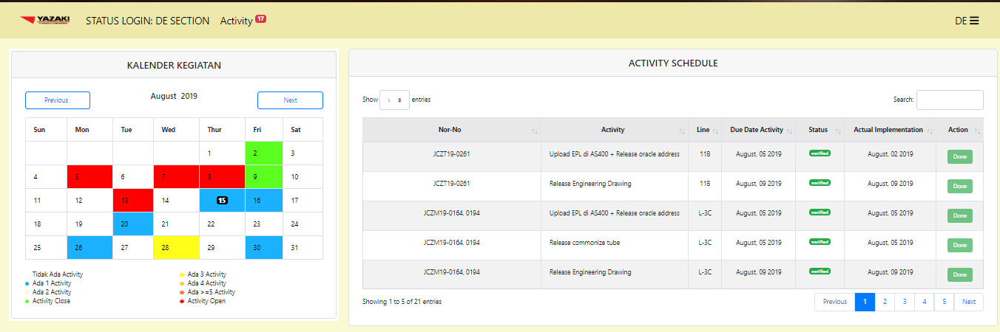 YAZAKI STATUS LOGIN: DE SECTION Activity 17 DE
KALENDER KEGIATAN
Previous August 2019 Next
Sun Mon Tue Wed Thur Fri Sat
1 2 3
4 5 6 7 8 9 10
11 12 13 14 15 16 17
18 19 20 21 22 23 24
25 26 27 28 29 30 31
Tidak Ada Activity Ada 3 Activity
Ada 1 Activity Ada 4 Activity
Ada 2 Activity Ada >=5 Activity
Activity Close Activity Open
ACTIVITY SCHEDULE
Show 5 entries Search:
Nor-No Activity Line Due Date Activity Status Actual Implementation Action
JCZT19-0261 Upload EPL di AS400 + Release oracle address 11B August, 05 2019 verified August, 02 2019 Done
JCZT19-0261 Release Engineering Drawing 11B August, 09 2019 verified August, 09 2019 Done
JCZM19-0164, 0194 Upload EPL di AS400 + Release oracle address L-3C August, 05 2019 verified August, 05 2019 Done
JCZM19-0164, 0194 Release commonize tube L-3C August, 05 2019 verified August, 05 2019 Done
JCZM19-0164, 0194 Release Engineering Drawing L-3C August, 09 2019 verified August, 09 2019 Done
Showing 1 to 5 of 21 entries Previous 1 2 3 4 5 Next